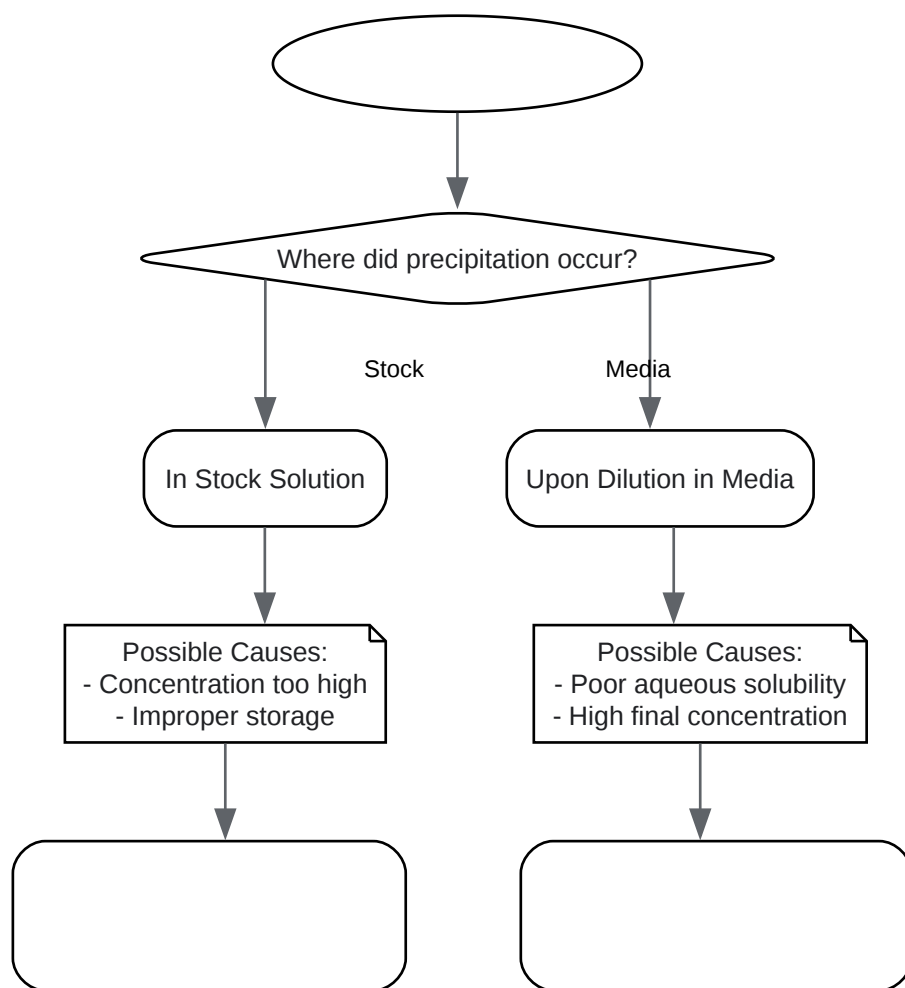 Where did precipitation occur?
Stock
Media
In Stock Solution
Upon Dilution in Media
Possible Causes:
- Concentration too high
- Improper storage
Possible Causes:
- Poor aqueous solubility
- High final concentration